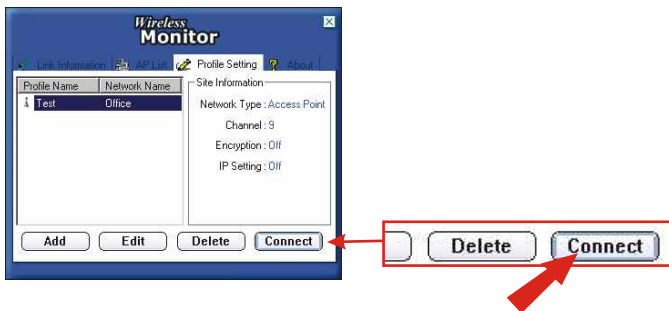 Wireless
Monitor
Link Information AP List Profile Setting About
Profile Name Network Name
Test Office
Site Information
Network Type : Access Point
Channel : 9
Encryption : Off
IP Setting : Off
Add Edit Delete Connect
Delete Connect